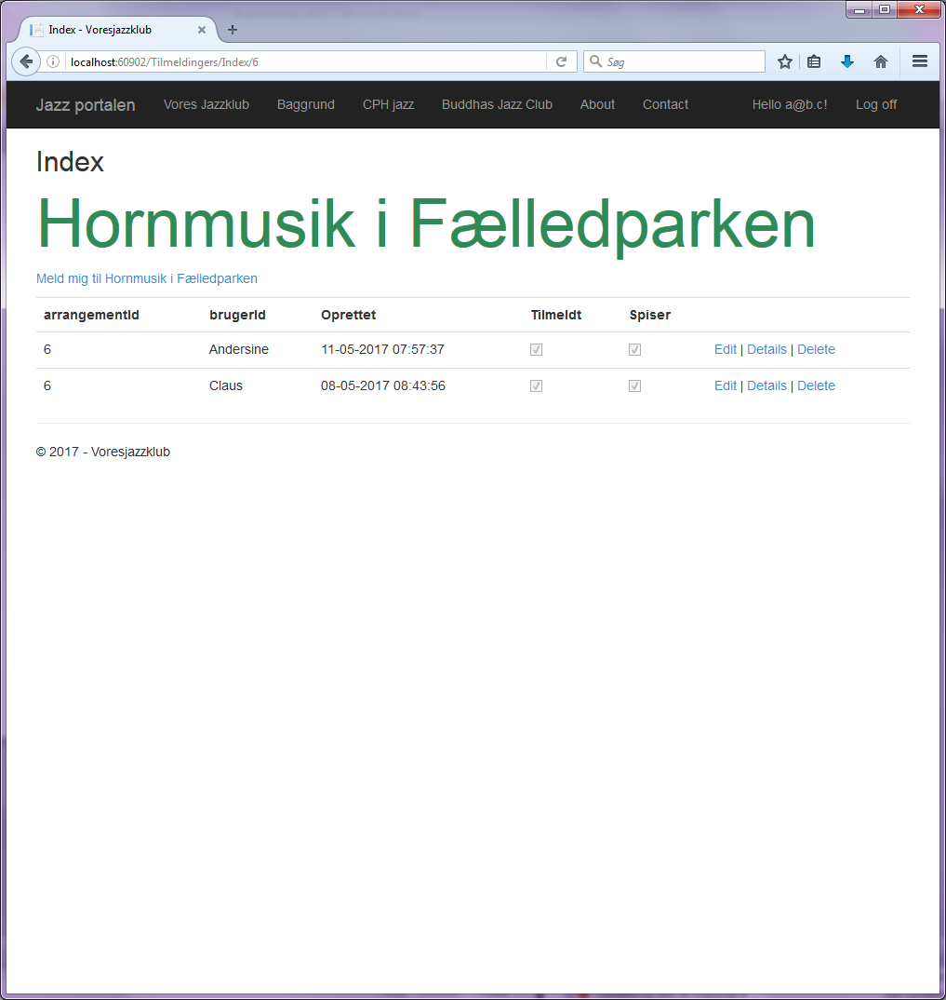 Index - Voresjazzklub
localhost:60902/Tilmeldingers/Index/6
Søg
Jazz portalen Vores Jazzklub Baggrund CPH jazz Buddhas Jazz Club About Contact Hello a@b.c! Log off
Index
Hornmusik i Fælledparken
Meld mig til Hornmusik i Fælledparken
arrangementId brugerId Oprettet Tilmeldt Spiser
6 Andersine 11-05-2017 07:57:37 Edit | Details | Delete
6 Claus 08-05-2017 08:43:56 Edit | Details | Delete
© 2017 - Voresjazzklub